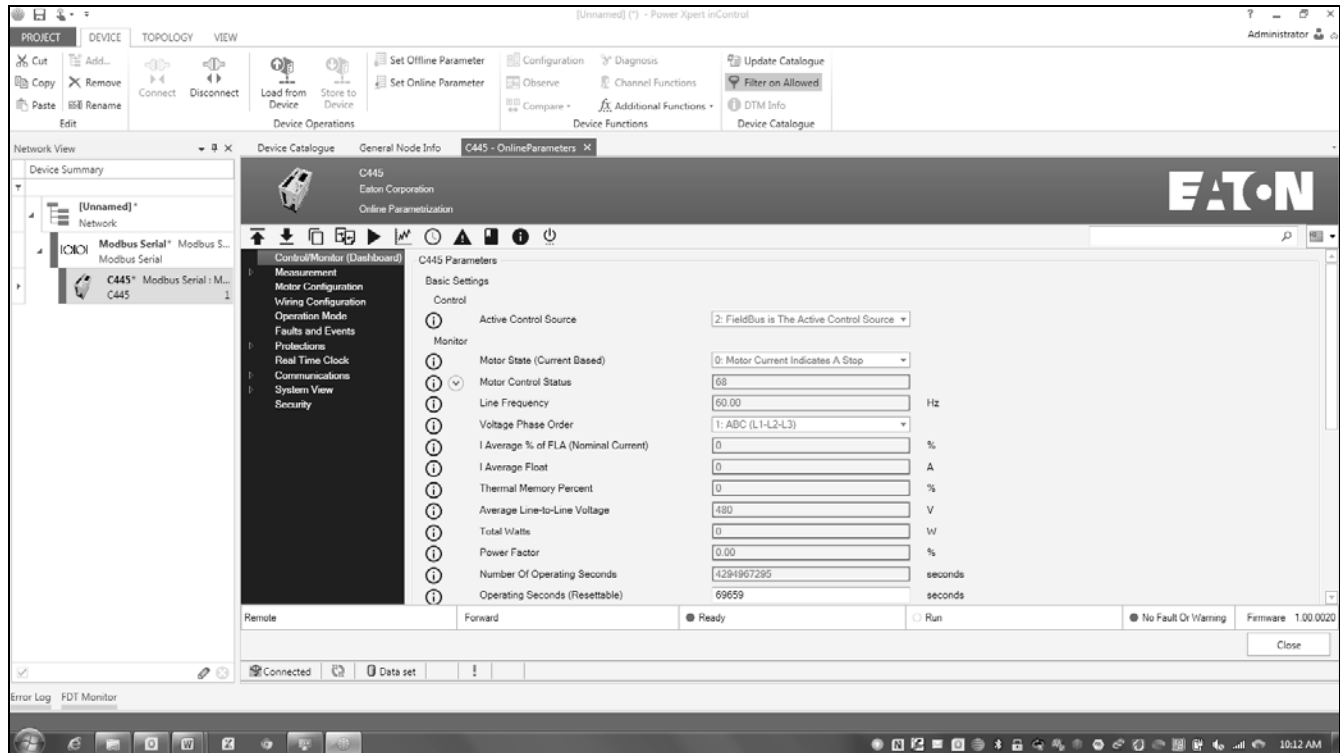 [Unnamed] (*) - Power Xpert inControl
? 
PROJECT DEVICE TOPOLOGY VIEW
Administrator
Cut Add... Connect Disconnect Load from Device Store to Device Set Offline Parameter Configuration Diagnosis Update Catalogue
Copy Remove Set Online Parameter Observe Channel Functions Filter on Allowed
Paste Rename Compare Additional Functions DTM Info
Edit Device Operations Device Functions Device Catalogue
Network View
Device Catalogue General Node Info C445 - OnlineParameters
Device Summary
[Unnamed]*
Network
Modbus Serial* Modbus S...
Modbus Serial
C445* Modbus Serial : M...
C445 1
C445
Eaton Corporation
Online Parametrization
EATON
Control/Monitor (Dashboard)
Measurement
Motor Configuration
Wiring Configuration
Operation Mode
Faults and Events
Protections
Real Time Clock
Communications
System View
Security
C445 Parameters
Basic Settings
Control
Active Control Source 2: FieldBus is The Active Control Source
Monitor
Motor State (Current Based) 0: Motor Current Indicates A Stop
Motor Control Status 68
Line Frequency 60.00 Hz
Voltage Phase Order 1: ABC (L1-L2-L3)
I Average % of FLA (Nominal Current) 0 %
I Average Float 0 A
Thermal Memory Percent 0 %
Average Line-to-Line Voltage 480 V
Total Watts 0 W
Power Factor 0.00 %
Number Of Operating Seconds 4294967295 seconds
Operating Seconds (Resettable) 69659 seconds
Remote Forward Ready Run No Fault Or Warning Firmware 1.00.0020
Close
Connected Data set !
Error Log FDT Monitor
10:12 AM